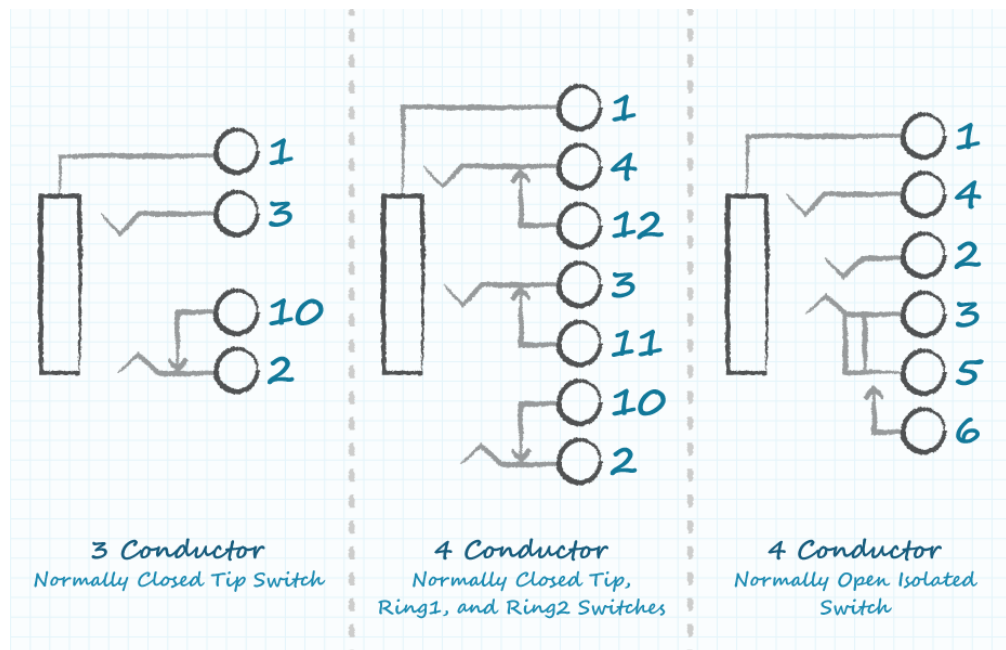 1
3
10
2
3 Conductor
Normally Closed Tip Switch
1
4
12
3
11
10
2
4 Conductor
Normally Closed Tip,
Ring1, and Ring2 Switches
1
4
2
3
5
6
4 Conductor
Normally Open Isolated
Switch